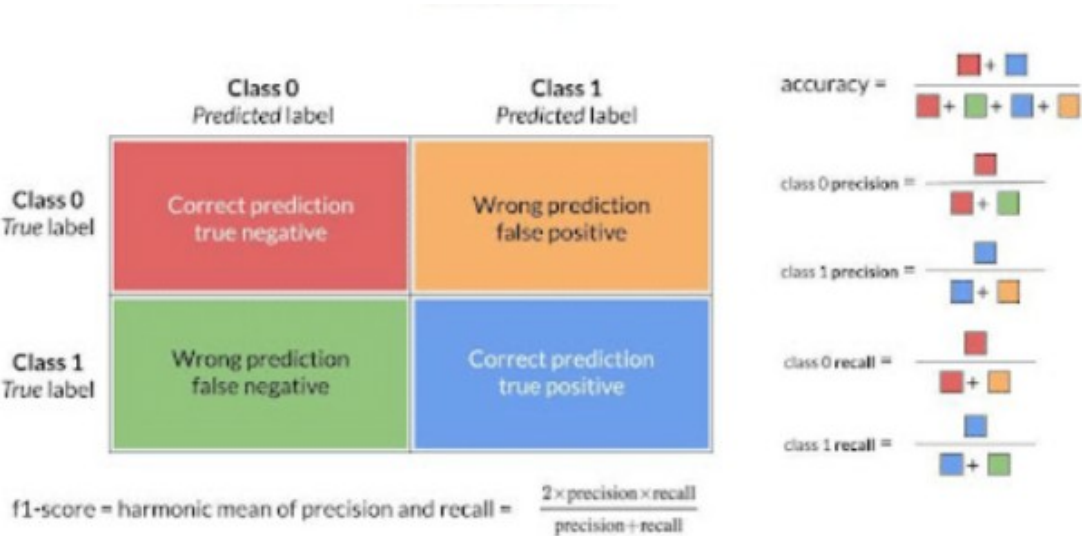 Class 0
Predicted label
Class 1
Predicted label
Class 0
True label
Correct prediction
true negative
Wrong prediction
false positive
Class 1
True label
Wrong prediction
false negative
Correct prediction
true positive
f1-score = harmonic mean of precision and recall = 2×precision×recall
precision+recall
accuracy =
+
+ + +
class 0 precision =
+
class 1 precision =
+
class 0 recall =
+
class 1 recall =
+